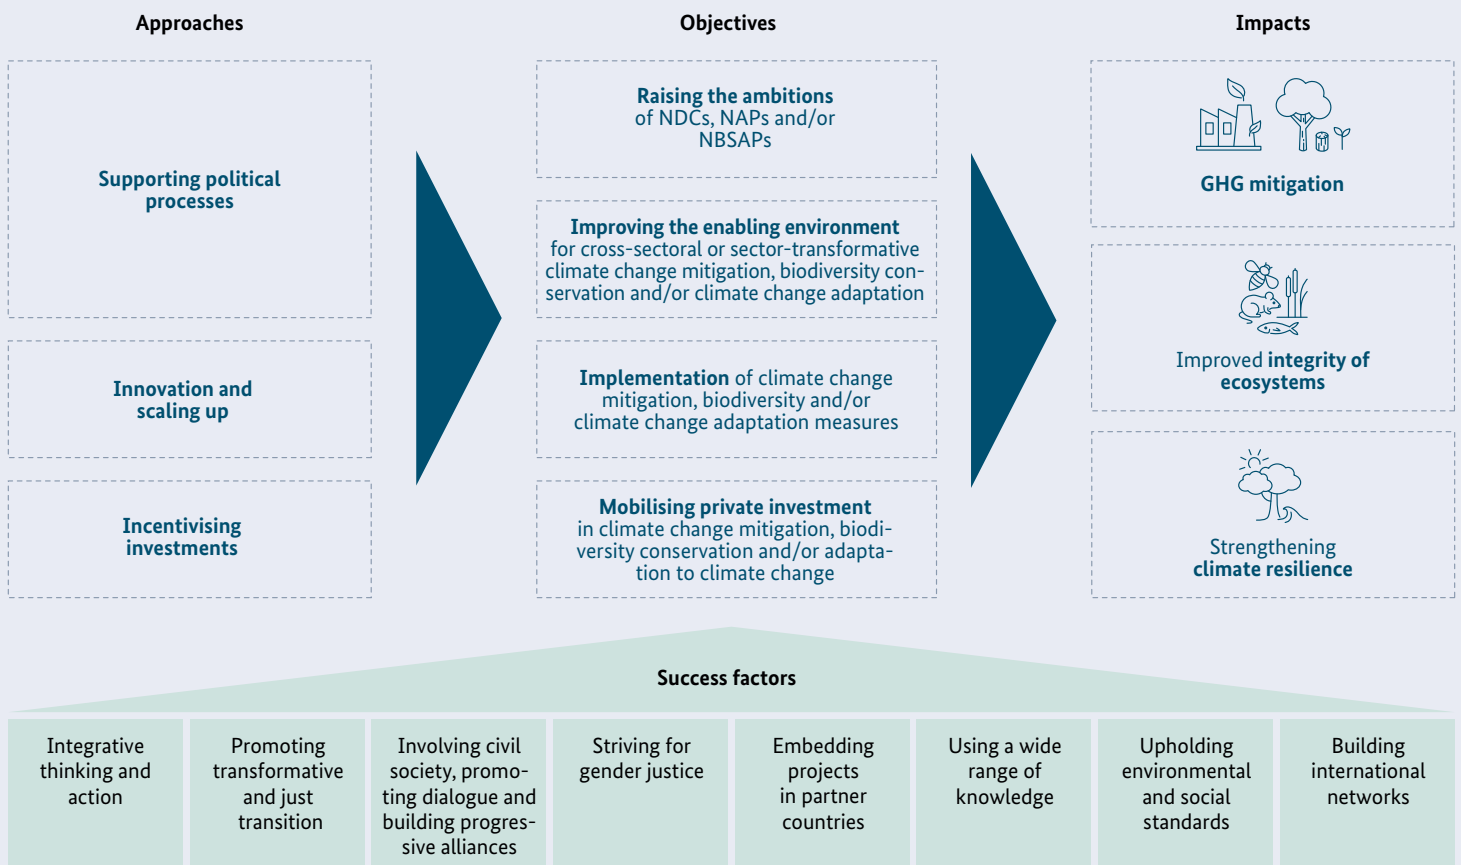 Approaches
Supporting political
processes
Innovation and
scaling up
Incentivising
investments
Objectives
Raising the ambitions
of NDCs, NAPs and/or
NBSAPs
Improving the enabling environment
for cross-sectoral or sector-transformative
climate change mitigation, biodiversity con-
servation and/or climate change adaptation
Implementation of climate change
mitigation, biodiversity and/or
climate change adaptation measures
Mobilising private investment
in climate change mitigation, biodi-
versity conservation and/or adapta-
tion to climate change
Impacts
GHG mitigation
Improved integrity of
ecosystems
Strengthening
climate resilience
Success factors
Integrative
thinking and
action
Promoting
transformative
and just
transition
Involving civil
society, promo-
ting dialogue and
building progres-
sive alliances
Striving for
gender justice
Embedding
projects
in partner
countries
Using a wide
range of
knowledge
Upholding
environmental
and social
standards
Building
international
networks